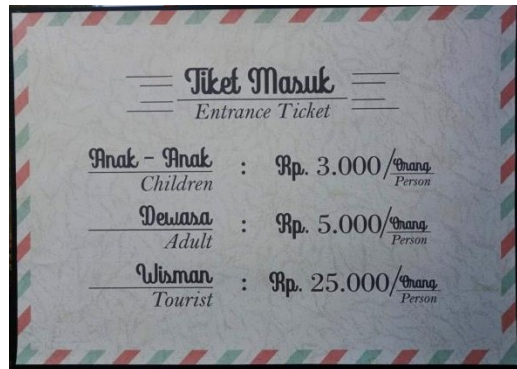 Tiket Masuk
Entrance Ticket
Anak - Anak : Rp. 3.000/Orang
Children Person
Dewasa : Rp. 5.000/Orang
Adult Person
Wisman : Rp. 25.000/Orang
Tourist Person